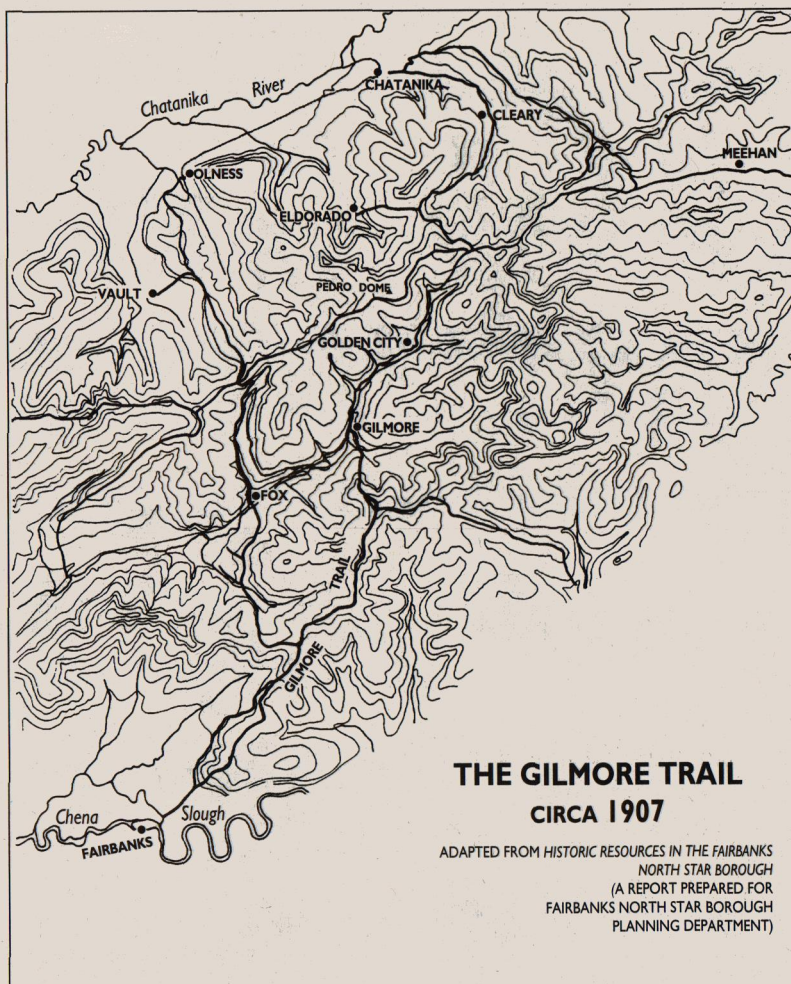 Chatanika River
CHATANIKA
CLEARY
MEEHAN
OLNESS
ELDORADO
VAULT
PEDRO DOME
GOLDEN CITY
GILMORE
FOX
GILMORE TRAIL
Chena Slough
FAIRBANKS
THE GILMORE TRAIL
CIRCA 1907
ADAPTED FROM HISTORIC RESOURCES IN THE FAIRBANKS
NORTH STAR BOROUGH
(A REPORT PREPARED FOR
FAIRBANKS NORTH STAR BOROUGH
PLANNING DEPARTMENT)